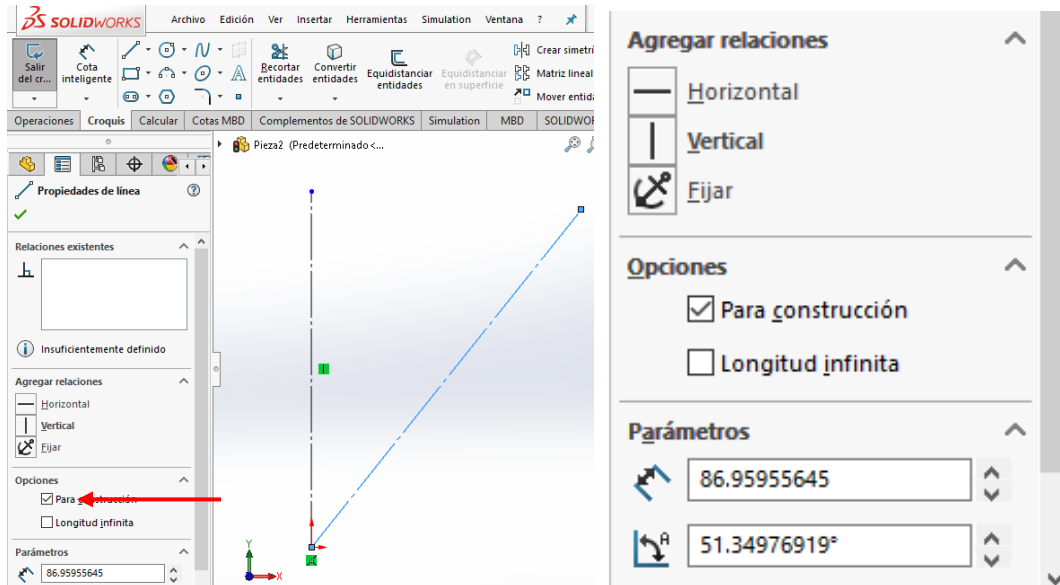 SOLIDWORKS Archivo Edición Ver Insertar Herramientas Simulation Ventana ?
Salir del cr...
Cota inteligente
Recortar entidades
Convertir entidades
Equidistanciar entidades
Equidistanciar en superficie
Crear simetrí
Matriz lineal
Mover entida
Operaciones Croquis Calcular Cotas MBD Complementos de SOLIDWORKS Simulation MBD SOLIDWO
Pieza2 (Predeterminado<...
Propiedades de línea
Relaciones existentes
Insuficientemente definido
Agregar relaciones
Horizontal
Vertical
Fijar
Opciones
Para construcción
Longitud infinita
Parámetros
86.95955645
Y
X
Agregar relaciones
Horizontal
Vertical
Fijar
Opciones
Para construcción
Longitud infinita
Parámetros
86.95955645
51.34976919°